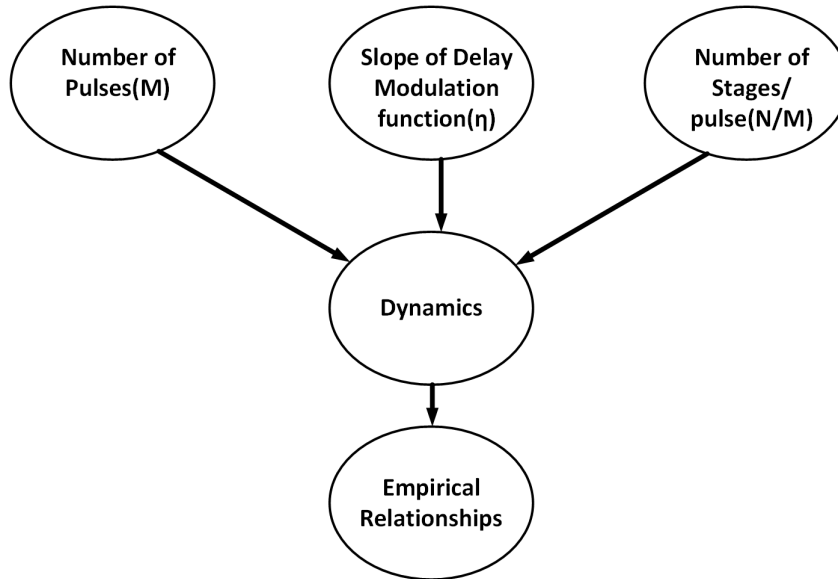 Number of
Pulses(M)
Slope of Delay
Modulation
function(η)
Number of
Stages/
pulse(N/M)
Dynamics
Empirical
Relationships